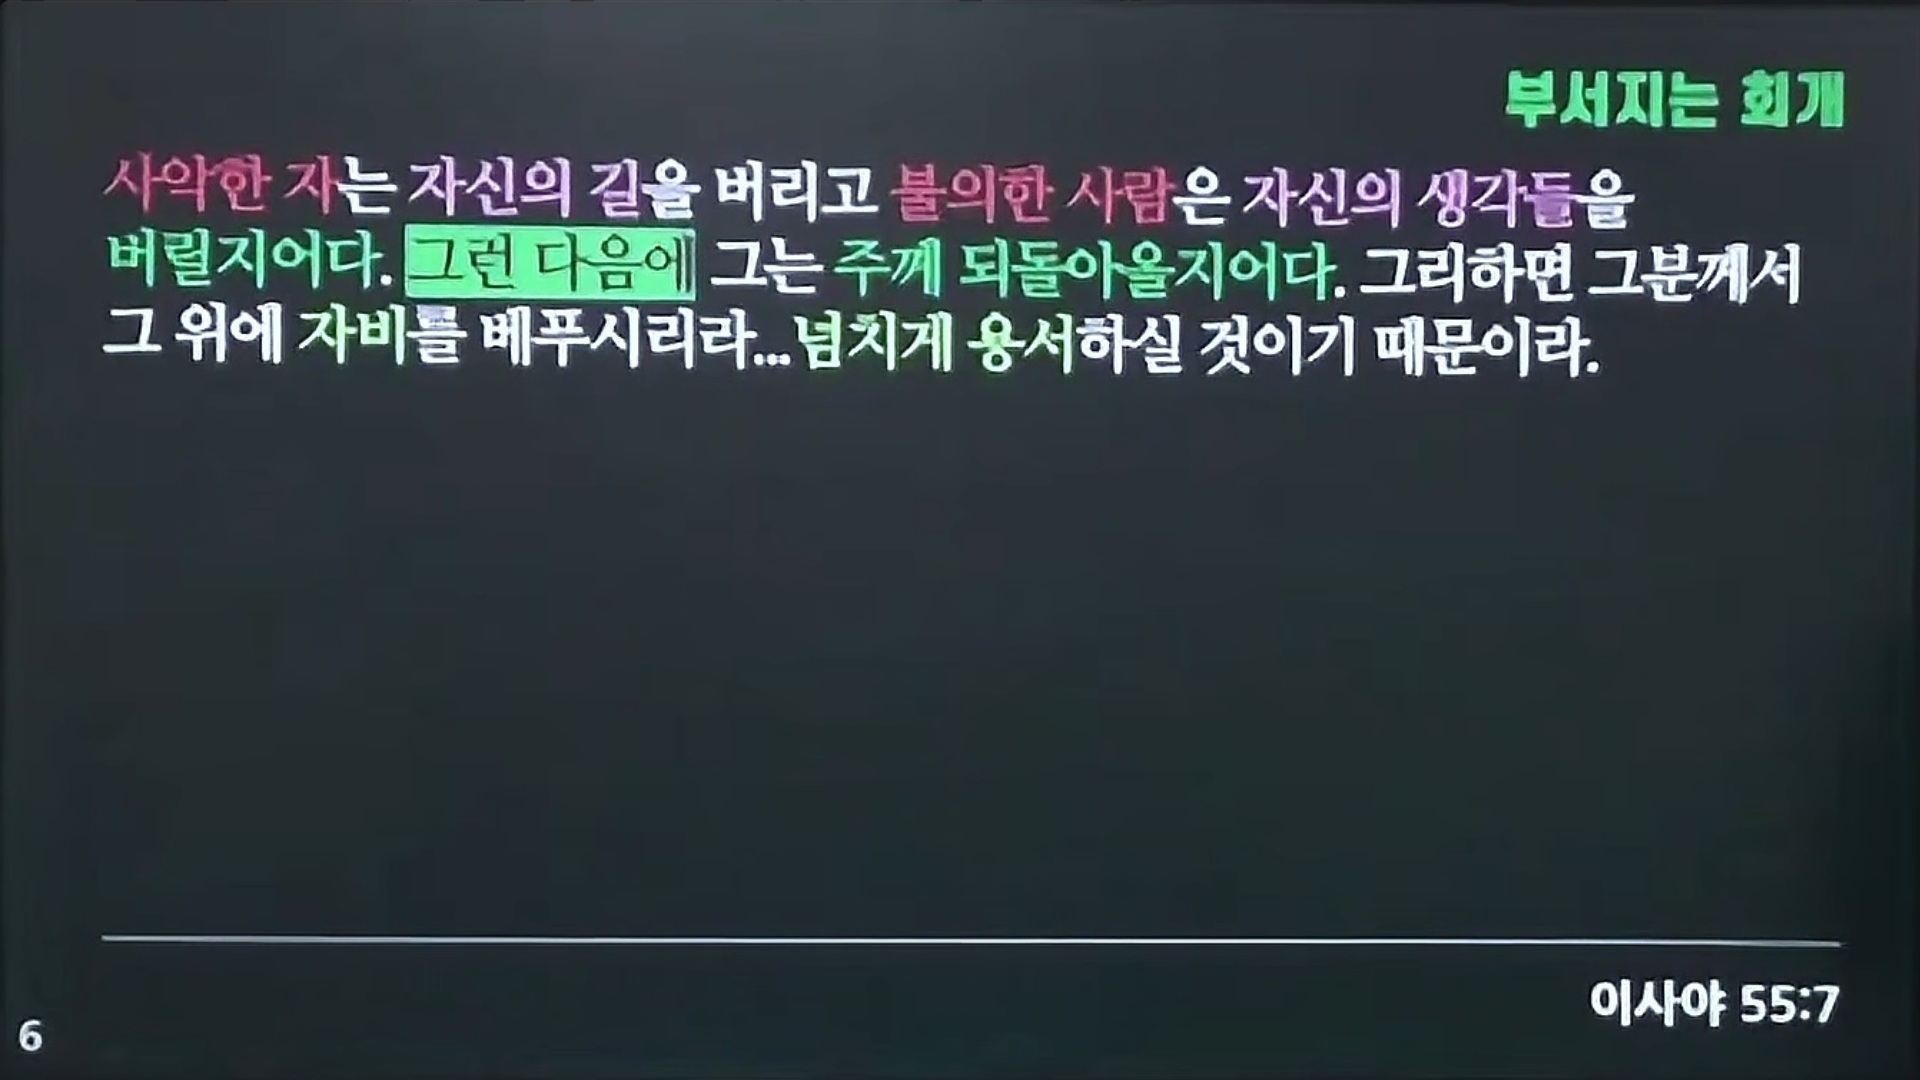 부서지는 회개
사악한 자는 자신의 길을 버리고 불의한 사람은 자신의 생각들을
버릴지어다. 그런 다음에 그는 주께 되돌아올지어다. 그리하면 그분께서
그 위에 자비를 베푸시리라... 넘치게 용서하실 것이기 때문이라.
이사야 55:7
6